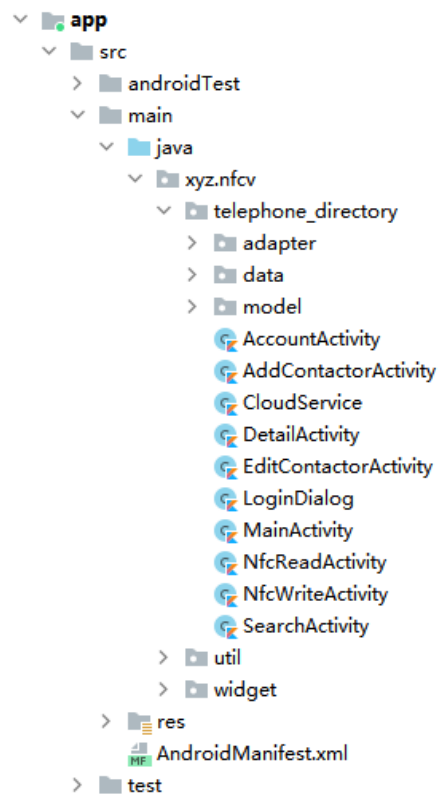 app
src
androidTest
main
java
xyz.nfcv
telephone_directory
adapter
data
model
AccountActivity
AddContactorActivity
CloudService
DetailActivity
EditContactorActivity
LoginDialog
MainActivity
NfcReadActivity
NfcWriteActivity
SearchActivity
util
widget
res
MF AndroidManifest.xml
test